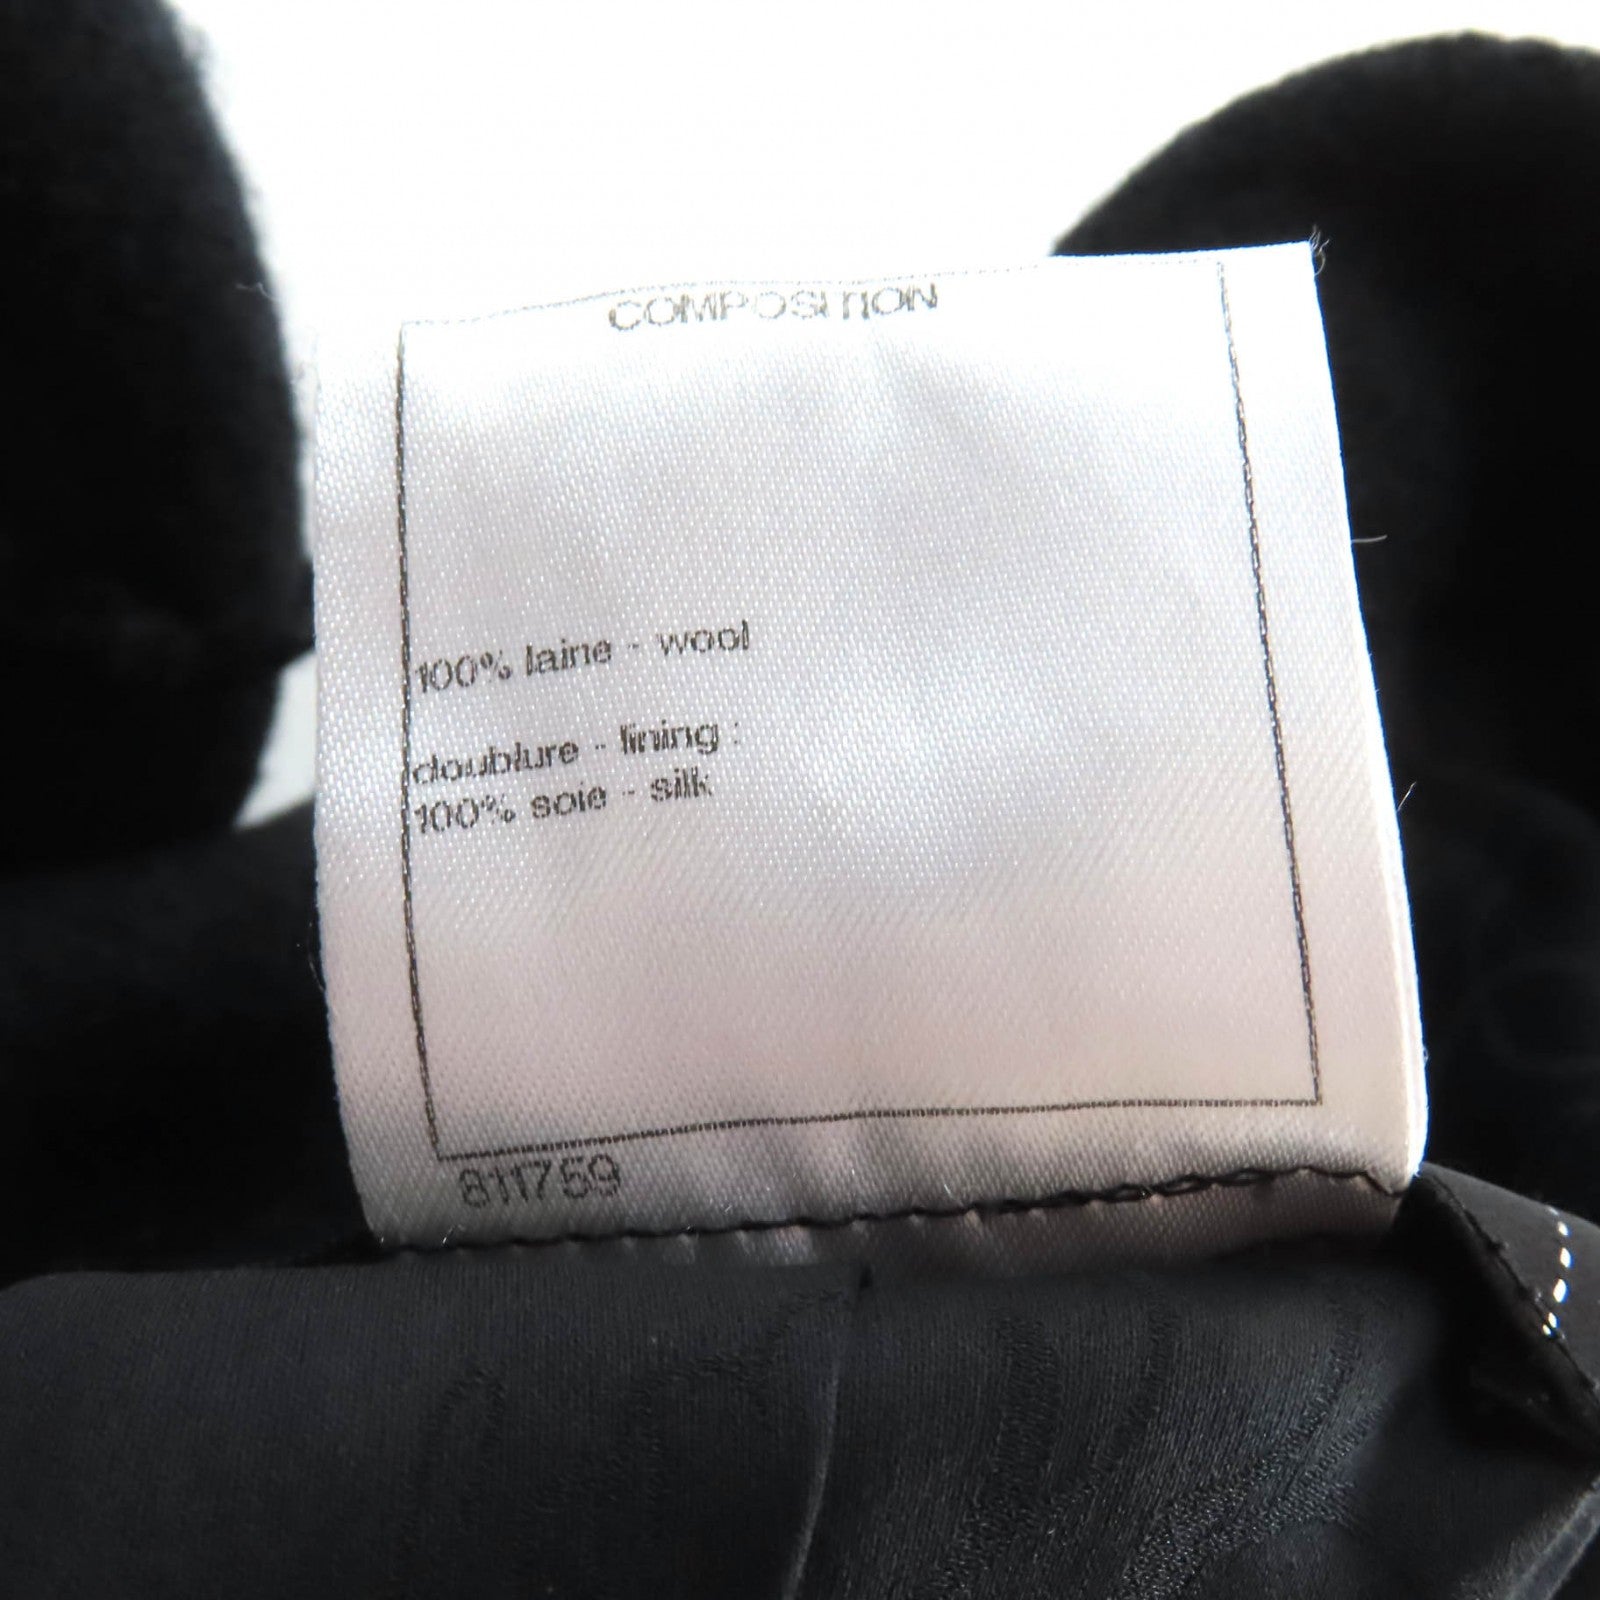 COMPOSITION
100% laine - wool
doublure - lining :
100% soie - silk
811759